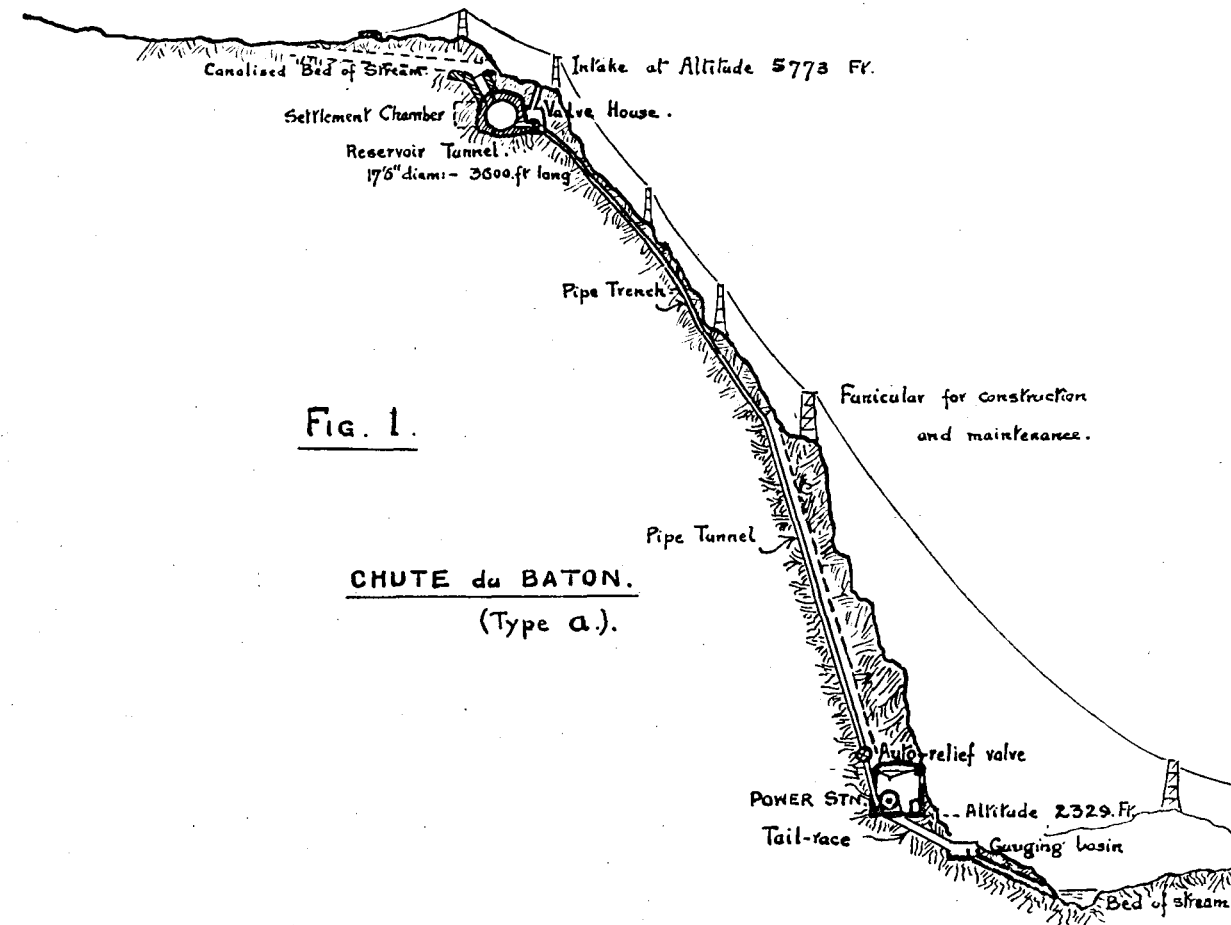 Canalised Bed of Stream.
Intake at Altitude 5773 Ft.
Settlement Chamber
Valve House.
Reservoir Tunnel.
17'6" diam:- 3600.ft long
Pipe Trench
Funicular for construction
and maintenance.
FIG. 1.
Pipe Tunnel
CHUTE du BATON.
(Type a.).
Auto-relief valve
POWER STN.
Altitude 2329. Ft.
Tail-race
Gauging basin
Bed of stream